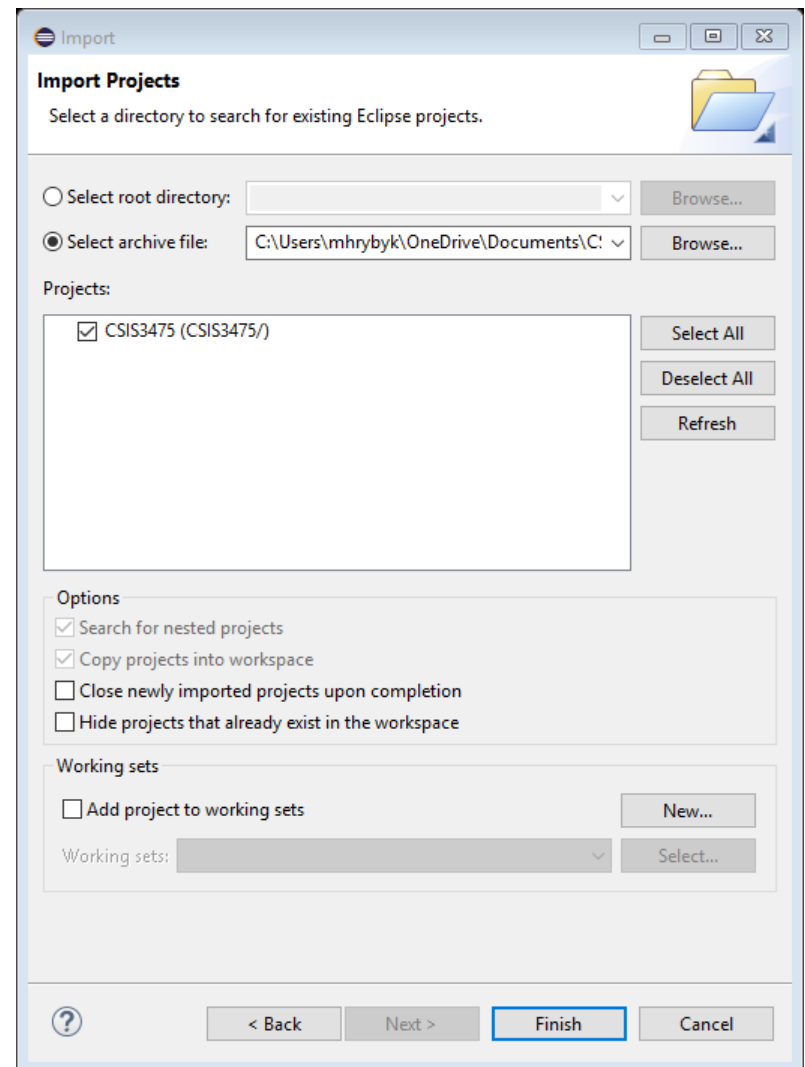 Import
Import Projects
Select a directory to search for existing Eclipse projects.
Select root directory: Browse...
Select archive file: C:\Users\mhrybyk\OneDrive\Documents\C! Browse...
Projects:
CSIS3475 (CSIS3475/) Select All
Deselect All
Refresh
Options
Search for nested projects
Copy projects into workspace
Close newly imported projects upon completion
Hide projects that already exist in the workspace
Working sets
Add project to working sets New...
Working sets: Select...
? < Back Next > Finish Cancel